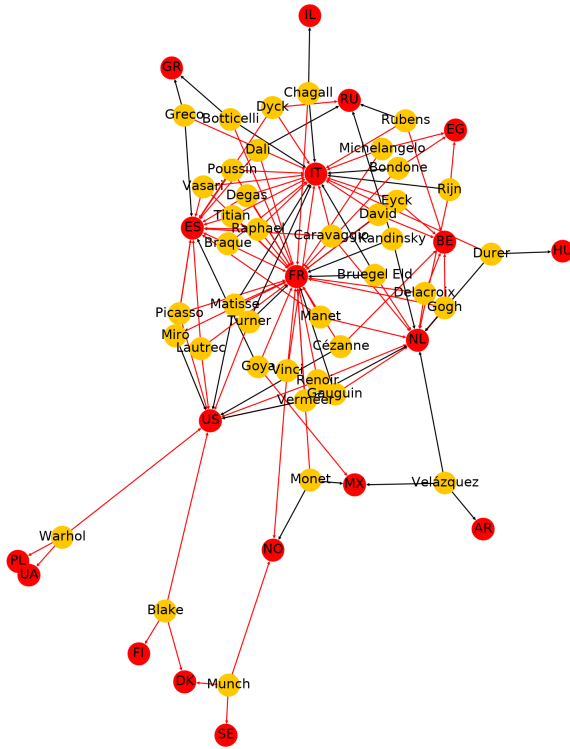 IL
GR
Chagall
RU
Dyck
Greco
Botticelli
Rubens
EG
Dalí
Michelangelo
Poussin
IT
Bondone
Vasari
Rijn
Degas
Eyck
Titian
David
ES
Raphael
Caravaggio
Kandinsky
BE
Braque
Durer
HU
FR
Bruegel Eld
Delacroix
Matisse
Gogh
Picasso
Turner
Manet
Miró
Lautrec
Cézanne
NL
Goya
Vinci
Renoir
Gauguin
Vermeer
US
Monet
MX
Velázquez
AR
Warhol
NO
PL
UA
Blake
FI
DK
Munch
SE